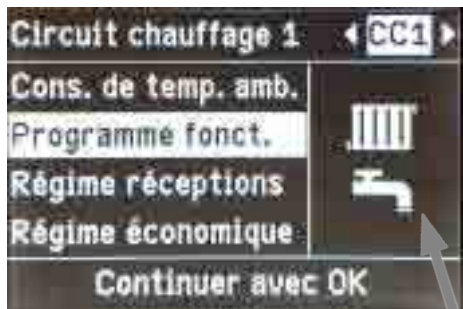 Circuit chauffage 1 CC1
Cons. de temp. amb.
Programme fonct.
Régime réceptions
Régime économique
Continuer avec OK